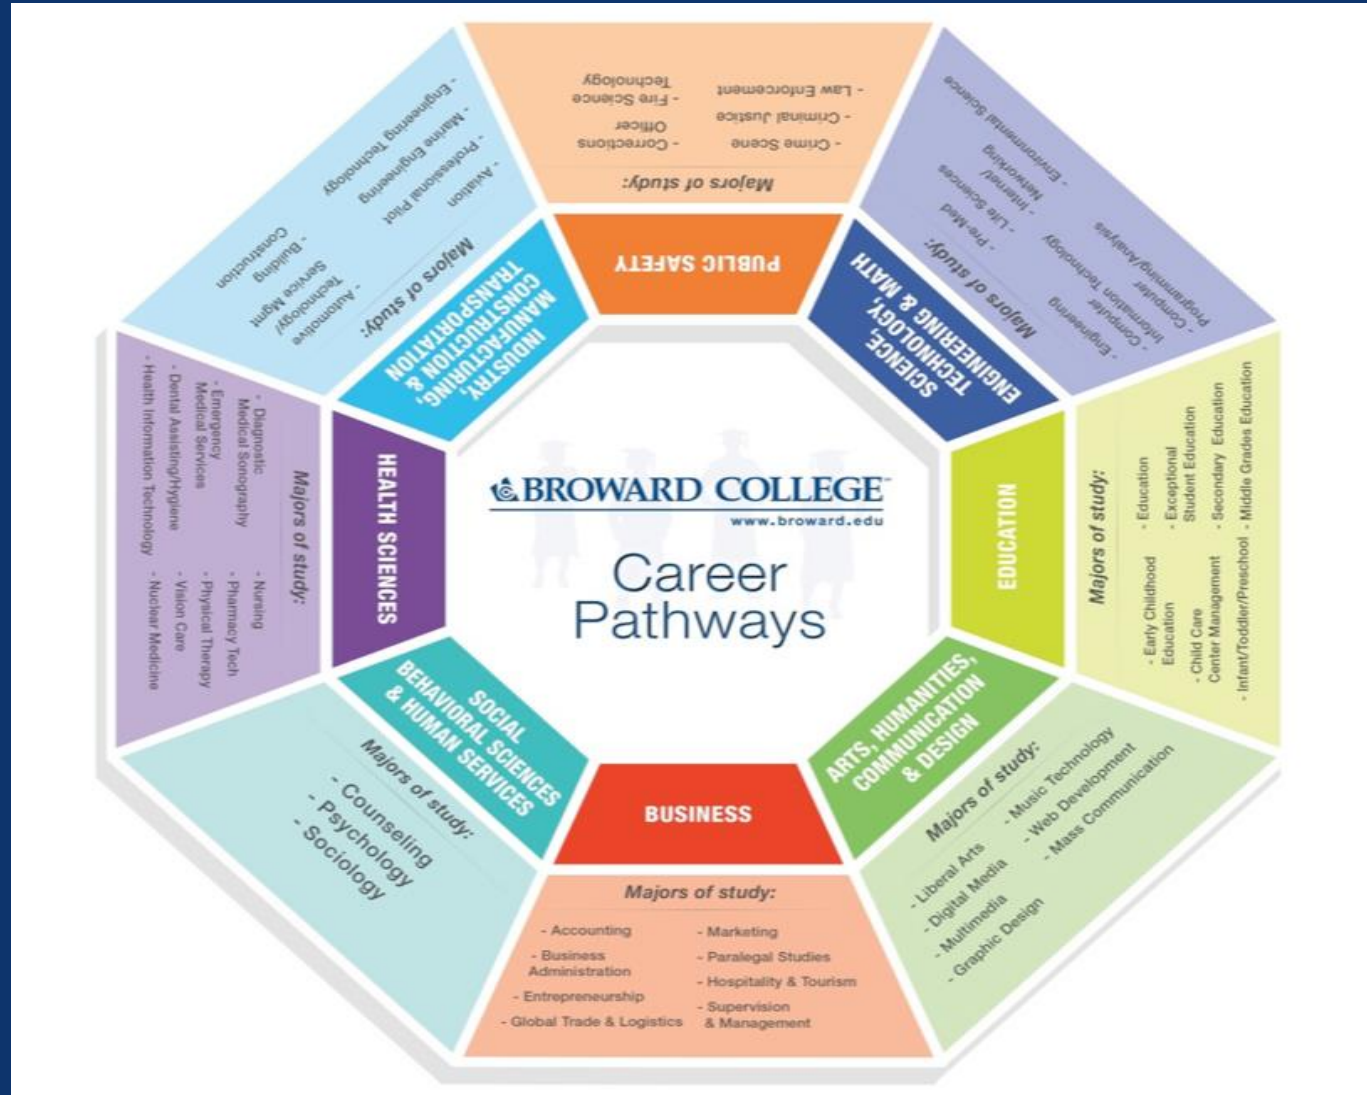 BROWARD COLLEGE
www.broward.edu
Career
Pathways
PUBLIC SAFETY
Majors of study:
- Crime Scene
- Criminal Justice
- Law Enforcement
- Corrections
Officer
- Fire Science
Technology
SCIENCE,
TECHNOLOGY,
ENGINEERING & MATH
Majors of study:
- Engineering
- Computer
Information Technology
- Computer
Programming/Analysis
- Pre-Med
- Life Sciences
- Internet/
Networking
- Environmental Science
EDUCATION
Majors of study:
- Early Childhood
Education
- Child Care
Center Management
- Infant/Toddler/Preschool
- Education
- Exceptional
Student Education
- Secondary Education
- Middle Grades Education
ARTS, HUMANITIES,
COMMUNICATION
& DESIGN
Majors of study:
- Liberal Arts
- Digital Media
- Multimedia
- Graphic Design
- Music Technology
- Web Development
- Mass Communication
BUSINESS
Majors of study:
- Accounting
- Business
Administration
- Entrepreneurship
- Global Trade & Logistics
- Marketing
- Paralegal Studies
- Hospitality & Tourism
- Supervision
& Management
SOCIAL
BEHAVIORAL SCIENCES
& HUMAN SERVICES
Majors of study:
- Counseling
- Psychology
- Sociology
HEALTH SCIENCES
Majors of study:
- Diagnostic
Medical Sonography
- Emergency
Medical Services
- Dental Assisting/Hygiene
- Health Information Technology
- Nursing
- Pharmacy Tech
- Physical Therapy
- Vision Care
- Nuclear Medicine
INDUSTRY,
MANUFACTURING,
CONSTRUCTION &
TRANSPORTATION
Majors of study:
- Aviation
- Professional Pilot
- Marine Engineering
- Engineering Technology
- Automotive
Technology/
Service Mgmt
- Building
Construction